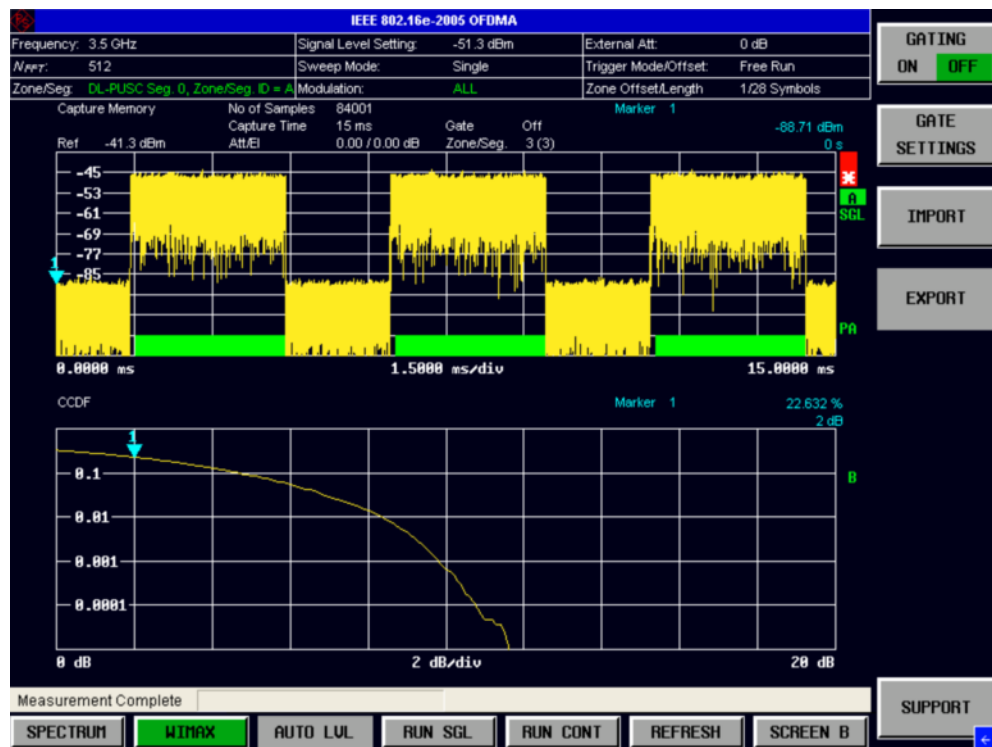 IEEE 802.16e-2005 OFDMA
Frequency: 3.5 GHz Signal Level Setting: -51.3 dBm External Att: 0 dB
NFFT: 512 Sweep Mode: Single Trigger Mode/Offset: Free Run
Zone/Seg: DL-PUSC Seg. 0, Zone/Seg. ID = A Modulation: ALL Zone Offset/Length 1/28 Symbols
Capture Memory No of Samples 84001 Marker 1
Capture Time 15 ms Gate Off -88.71 dBm
Ref -41.3 dBm Att/El 0.00 / 0.00 dB Zone/Seg. 3 (3) 0 s
-45
-53
-61
-69
-77
-85
1
A
SGL
PA
0.0000 ms 1.5000 ms/div 15.0000 ms
CCDF Marker 1 22.632 %
2 dB
1
0.1
0.01
0.001
0.0001
B
0 dB 2 dB/div 20 dB
Measurement Complete
SPECTRUM WIMAX AUTO LVL RUN SGL RUN CONT REFRESH SCREEN B
GATING
ON OFF
GATE
SETTINGS
IMPORT
EXPORT
SUPPORT